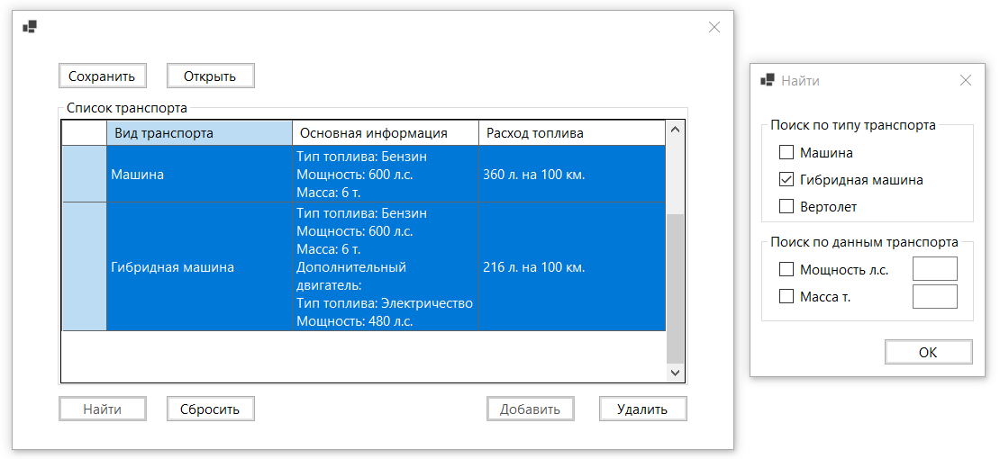 Сохранить
Открыть
Список транспорта
Вид транспорта
Основная информация
Расход топлива
Машина
Тип топлива: Бензин
Мощность: 600 л.с.
Масса: 6 т.
360 л. на 100 км.
Гибридная машина
Тип топлива: Бензин
Мощность: 600 л.с.
Масса: 6 т.
Дополнительный
двигатель:
Тип топлива: Электричество
Мощность: 480 л.с.
216 л. на 100 км.
Найти
Сбросить
Добавить
Удалить
Найти
Поиск по типу транспорта
Машина
Гибридная машина
Вертолет
Поиск по данным транспорта
Мощность л.с.
Масса т.
OK